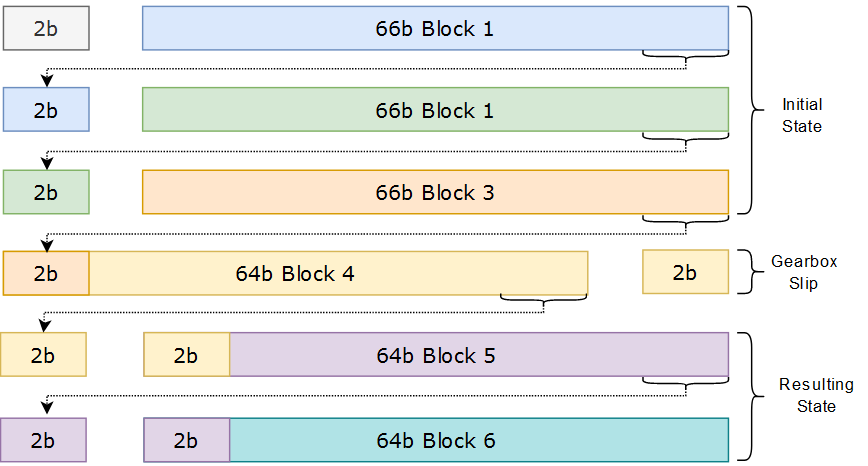 2b 66b Block 1
2b 66b Block 1
Initial
State
2b 66b Block 3
2b 64b Block 4 2b
Gearbox
Slip
2b 2b 64b Block 5
Resulting
State
2b 2b 64b Block 6